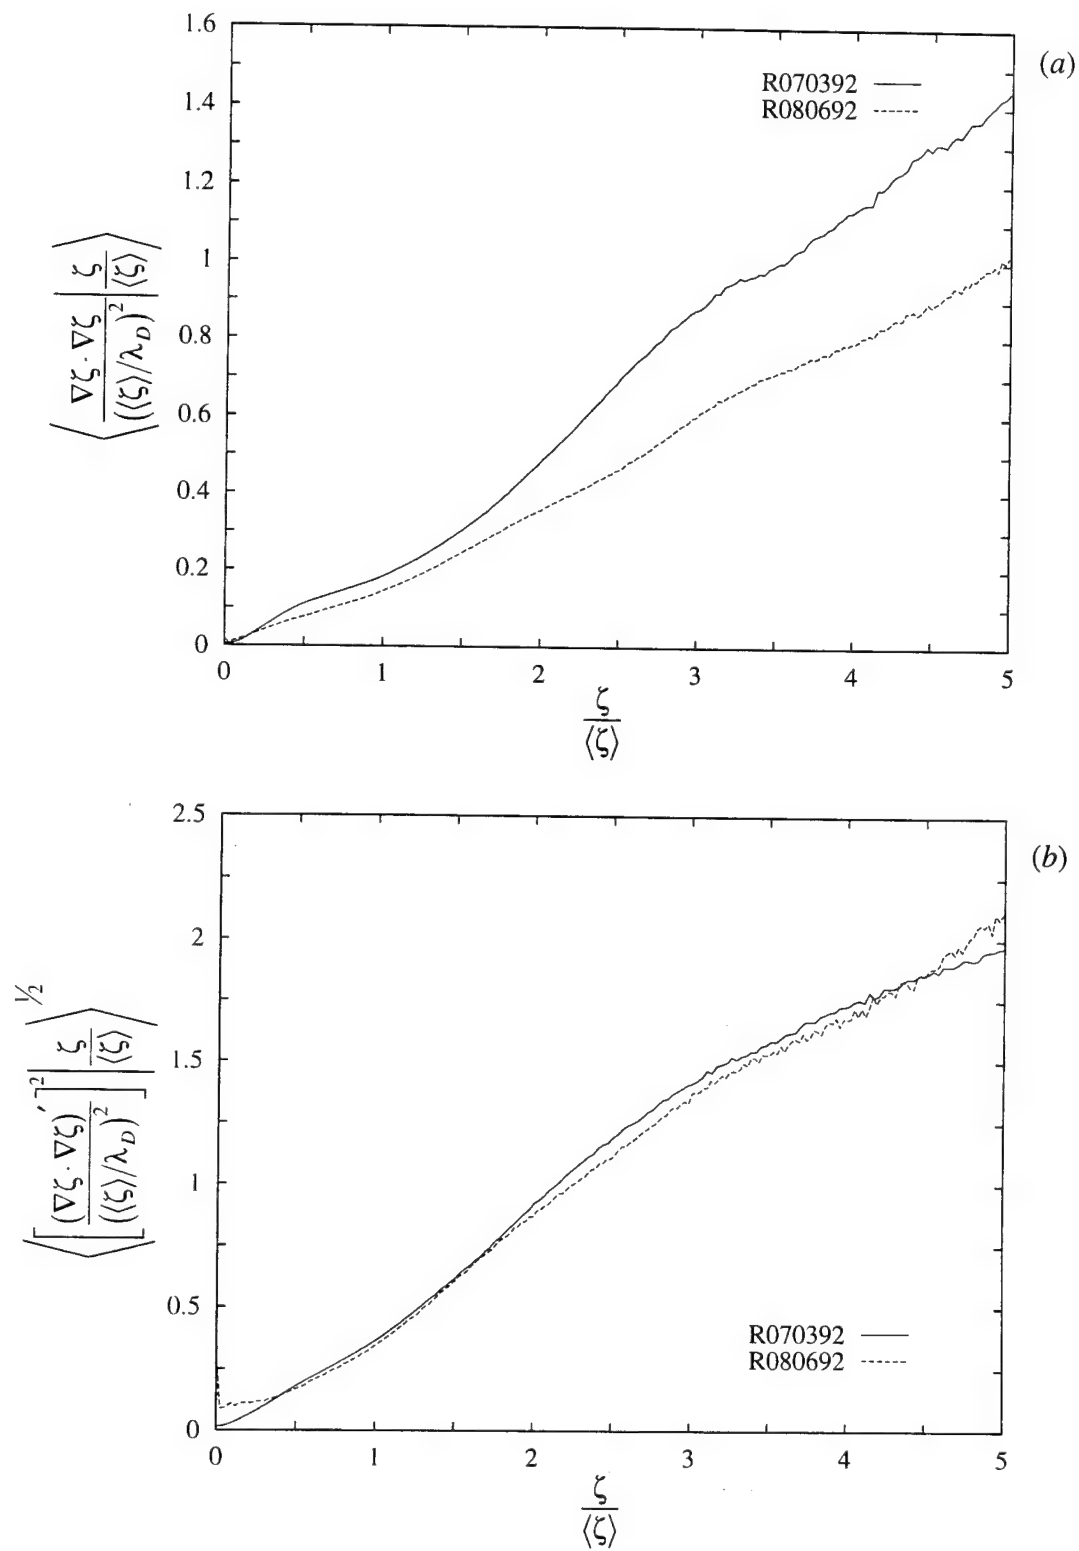 1.6
(a)
R070392
R080692
1.4
1.2
1
0.8
0.6
0.4
0.2
0
⟨ ∇ζ · ∇ζ / (⟨ζ⟩/λ_D)² | ζ / ⟨ζ⟩ ⟩
0 1 2 3 4 5
ζ
⟨ζ⟩
2.5
(b)
2
1.5
1
0.5
0
⟨ [ (∇ζ · ∇ζ)′ / (⟨ζ⟩/λ_D)² ]² | ζ / ⟨ζ⟩ ⟩^½
R070392
R080692
0 1 2 3 4 5
ζ
⟨ζ⟩